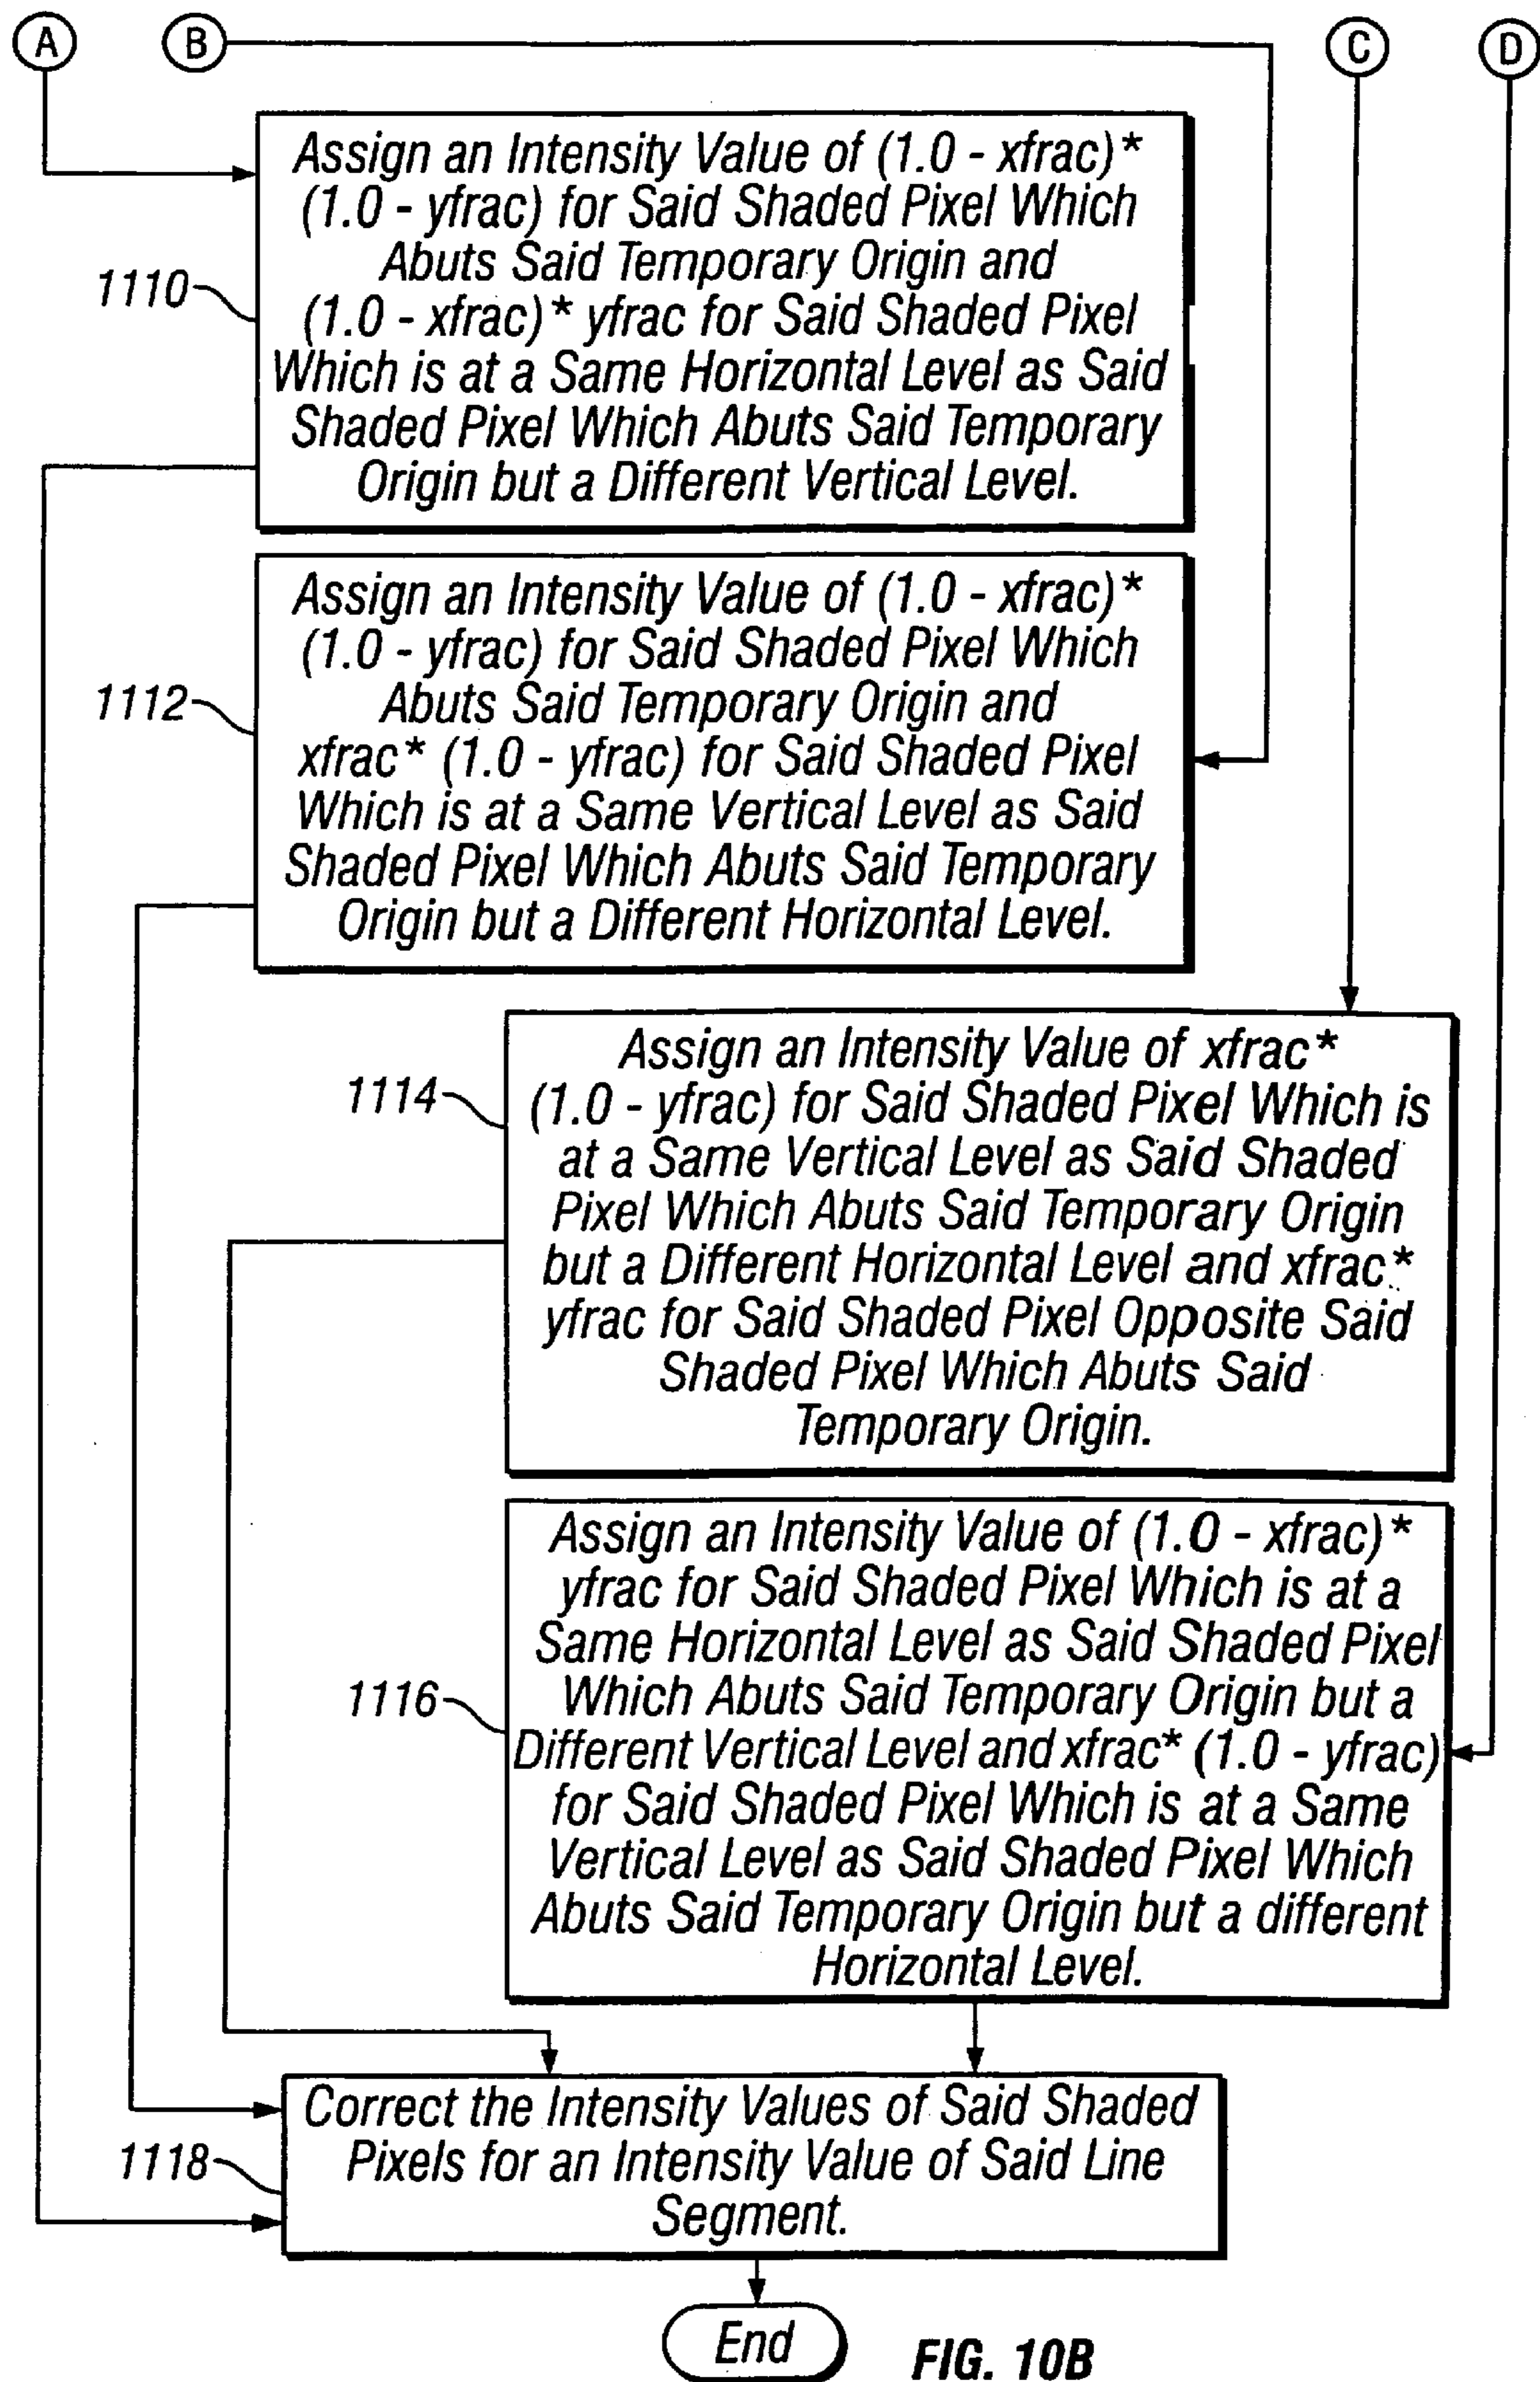 A B C D
Assign an Intensity Value of (1.0 - xfrac)*
(1.0 - yfrac) for Said Shaded Pixel Which
Abuts Said Temporary Origin and
(1.0 - xfrac)* yfrac for Said Shaded Pixel
Which is at a Same Horizontal Level as Said
Shaded Pixel Which Abuts Said Temporary
Origin but a Different Vertical Level.
1110
Assign an Intensity Value of (1.0 - xfrac)*
(1.0 - yfrac) for Said Shaded Pixel Which
Abuts Said Temporary Origin and
xfrac* (1.0 - yfrac) for Said Shaded Pixel
Which is at a Same Vertical Level as Said
Shaded Pixel Which Abuts Said Temporary
Origin but a Different Horizontal Level.
1112
Assign an Intensity Value of xfrac*
(1.0 - yfrac) for Said Shaded Pixel Which is
at a Same Vertical Level as Said Shaded
Pixel Which Abuts Said Temporary Origin
but a Different Horizontal Level and xfrac*
yfrac for Said Shaded Pixel Opposite Said
Shaded Pixel Which Abuts Said
Temporary Origin.
1114
Assign an Intensity Value of (1.0 - xfrac)*
yfrac for Said Shaded Pixel Which is at a
Same Horizontal Level as Said Shaded Pixel
Which Abuts Said Temporary Origin but a
Different Vertical Level and xfrac* (1.0 - yfrac)
for Said Shaded Pixel Which is at a Same
Vertical Level as Said Shaded Pixel Which
Abuts Said Temporary Origin but a different
Horizontal Level.
1116
Correct the Intensity Values of Said Shaded
Pixels for an Intensity Value of Said Line
Segment.
1118
End
FIG. 10B